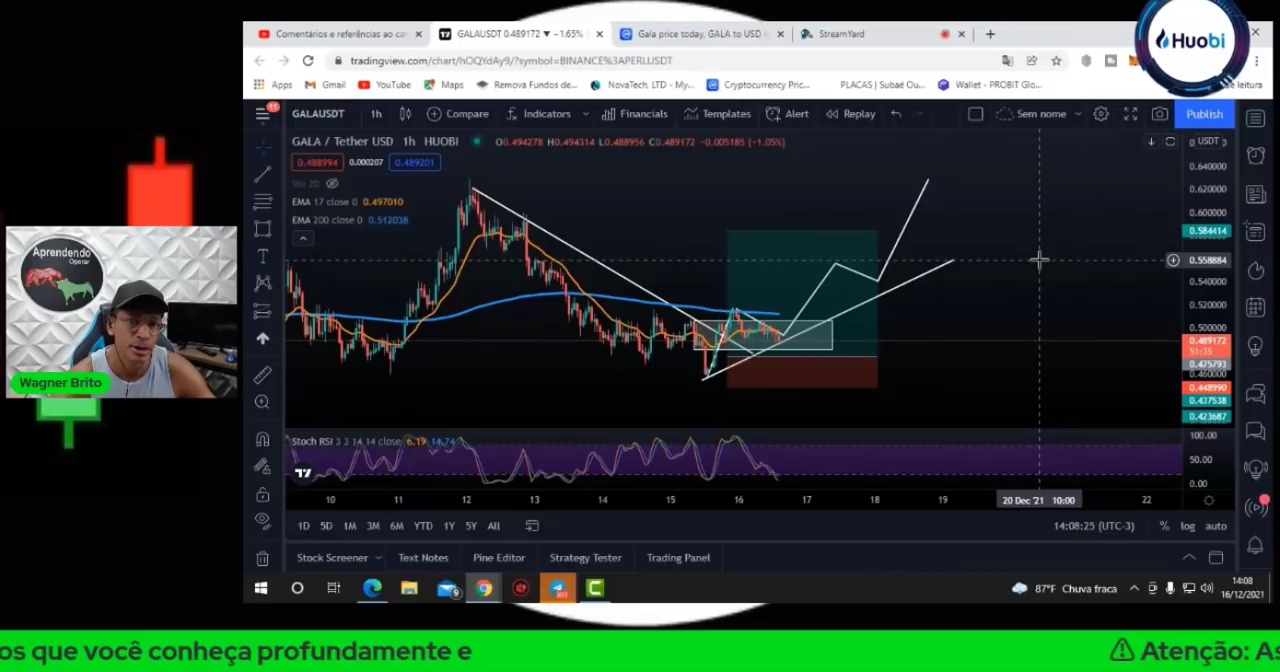 Comentários e referências ao ca
GALAUSDT 0.489172 ▼ −1.65%
Gala price today, GALA to USD
StreamYard
Huobi
tradingview.com/chart/hOQYdAy9/?symbol=BINANCE%3APERLUSDT
Apps
Gmail
YouTube
Maps
Remova Fundos de...
NovaTech, LTD - My...
Cryptocurrency Pric...
PLACAS | Subaé Ou...
Wallet - PROBIT Glo...
de leitura
11
GALAUSDT
1h
Compare
Indicators
Financials
Templates
Alert
Replay
Sem nome
Publish
GALA / Tether USD 1h HUOBI
O0.494278 H0.494314 L0.488956 C0.489172 −0.005185 (−1.05%)
USDT
0.488994
0.000207
0.489201
Vol 20
EMA 17 close 0 0.497010
EMA 200 close 0 0.512038
0.640000
0.620000
0.600000
0.584414
0.558884
0.540000
0.520000
0.500000
0.489172
51:35
0.475793
0.460000
0.448990
0.437538
0.423687
Aprendendo
Operar
Wagner Brito
Stoch RSI 3 3 14 14 close 6.19 14.74
100.00
50.00
0.00
10
11
12
13
14
15
16
17
18
19
20 Dec '21 10:00
22
1D
5D
1M
3M
6M
YTD
1Y
5Y
All
14:08:25 (UTC-3)
%
log
auto
Stock Screener
Text Notes
Pine Editor
Strategy Tester
Trading Panel
9
87°F Chuva fraca
14:08
16/12/2021
os que você conheça profundamente e
Atenção: As